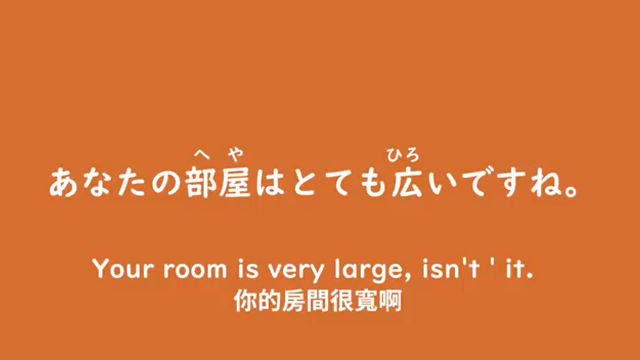 へや ひろ
あなたの部屋はとても広いですね。
Your room is very large, isn't ' it.
你的房間很寬啊